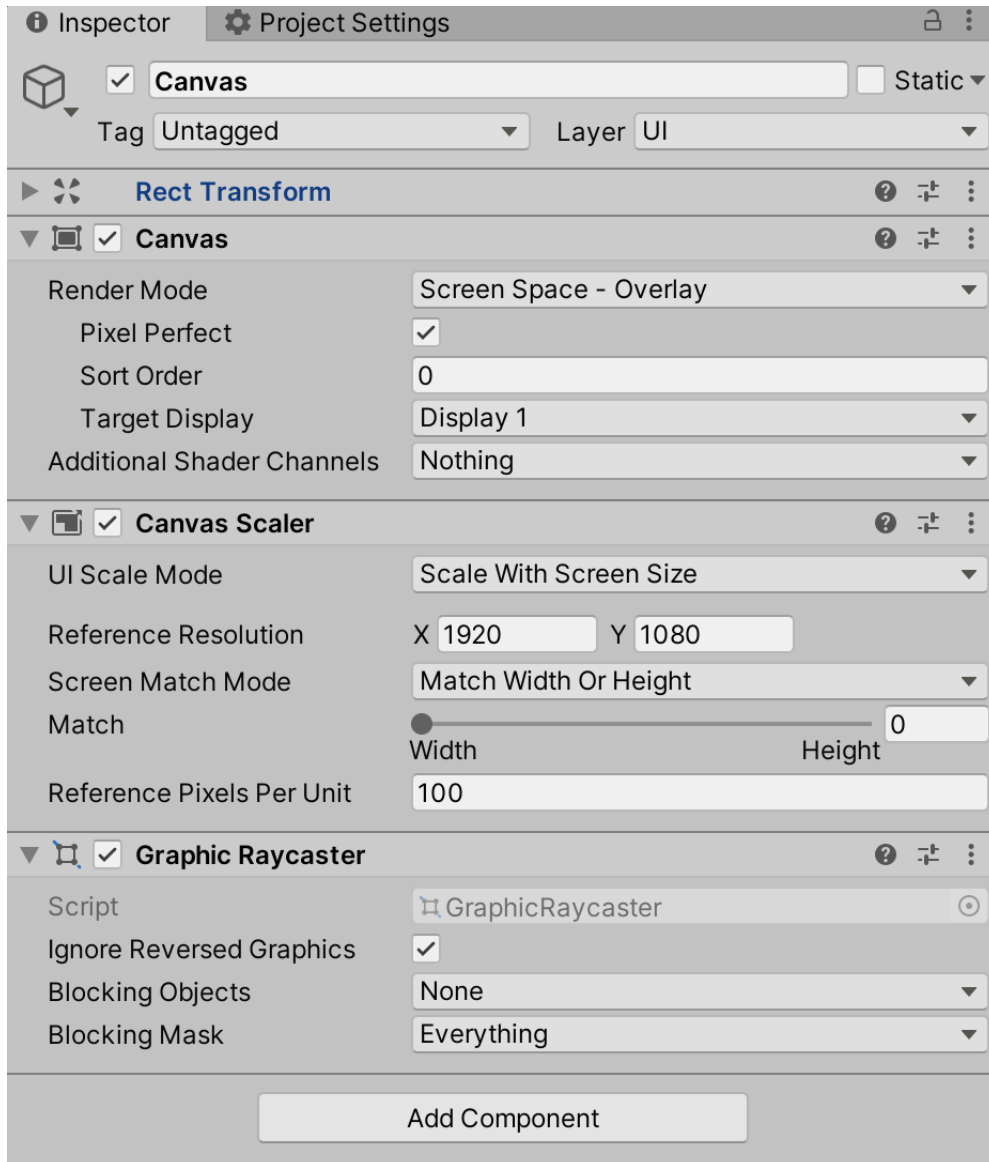 Inspector Project Settings
Canvas Static
Tag Untagged Layer UI
Rect Transform
Canvas
Render Mode Screen Space - Overlay
Pixel Perfect
Sort Order 0
Target Display Display 1
Additional Shader Channels Nothing
Canvas Scaler
UI Scale Mode Scale With Screen Size
Reference Resolution X 1920 Y 1080
Screen Match Mode Match Width Or Height
Match 0
Width Height
Reference Pixels Per Unit 100
Graphic Raycaster
Script GraphicRaycaster
Ignore Reversed Graphics
Blocking Objects None
Blocking Mask Everything
Add Component